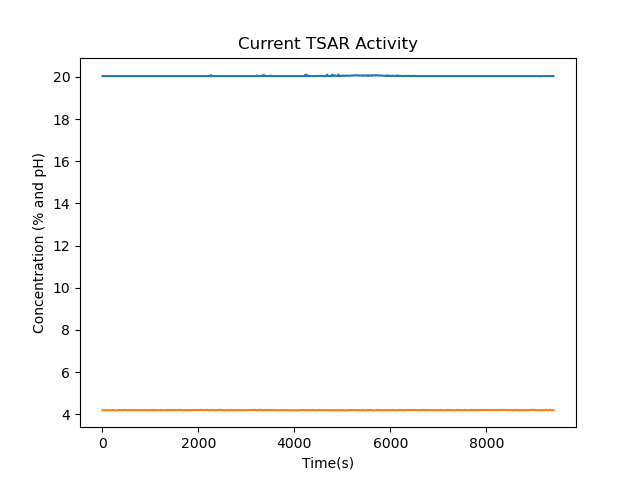 Current TSAR Activity
20
18
16
14
12
10
8
6
4
Concentration (% and pH)
0 2000 4000 6000 8000
Time(s)